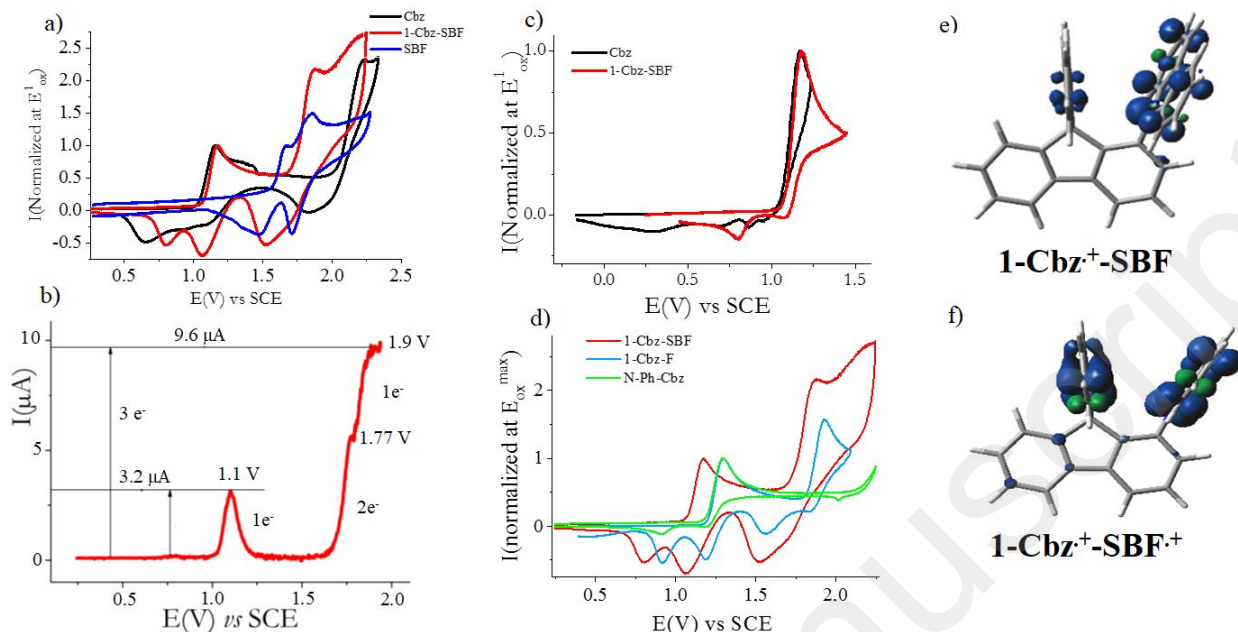 a)
Cbz
1-Cbz-SBF
SBF
2.5
2.0
1.5
1.0
0.5
0.0
-0.5
I(Normalized at E¹ox)
0.5
1.0
1.5
2.0
2.5
E(V) vs SCE
b)
10
5
0
I(μA)
9.6 μA
1.9 V
1e-
3 e-
1.77 V
3.2 μA
1.1 V
1e-
2e-
0.5
1.0
1.5
2.0
E(V) vs SCE
c)
Cbz
1-Cbz-SBF
1.0
0.5
0.0
I(Normalized at E¹ox)
0.0
0.5
1.0
1.5
E(V) vs SCE
d)
1-Cbz-SBF
1-Cbz-F
N-Ph-Cbz
2
1
0
I(normalized at Eox max)
0.5
1.0
1.5
2.0
E(V) vs SCE
e)
1-Cbz·+-SBF
f)
1-Cbz·+-SBF·+